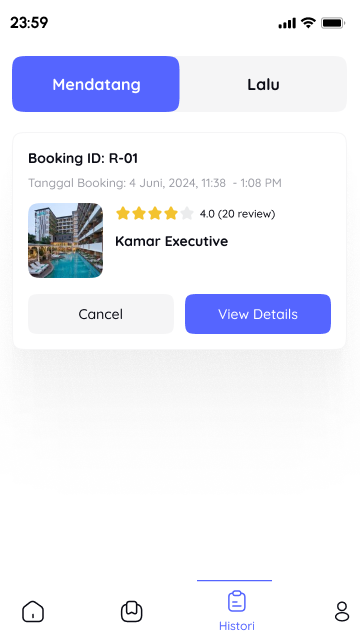 23:59
Mendatang
Lalu
Booking ID: R-01
Tanggal Booking: 4 Juni, 2024, 11:38 - 1:08 PM
4.0 (20 review)
Kamar Executive
Cancel
View Details
Histori